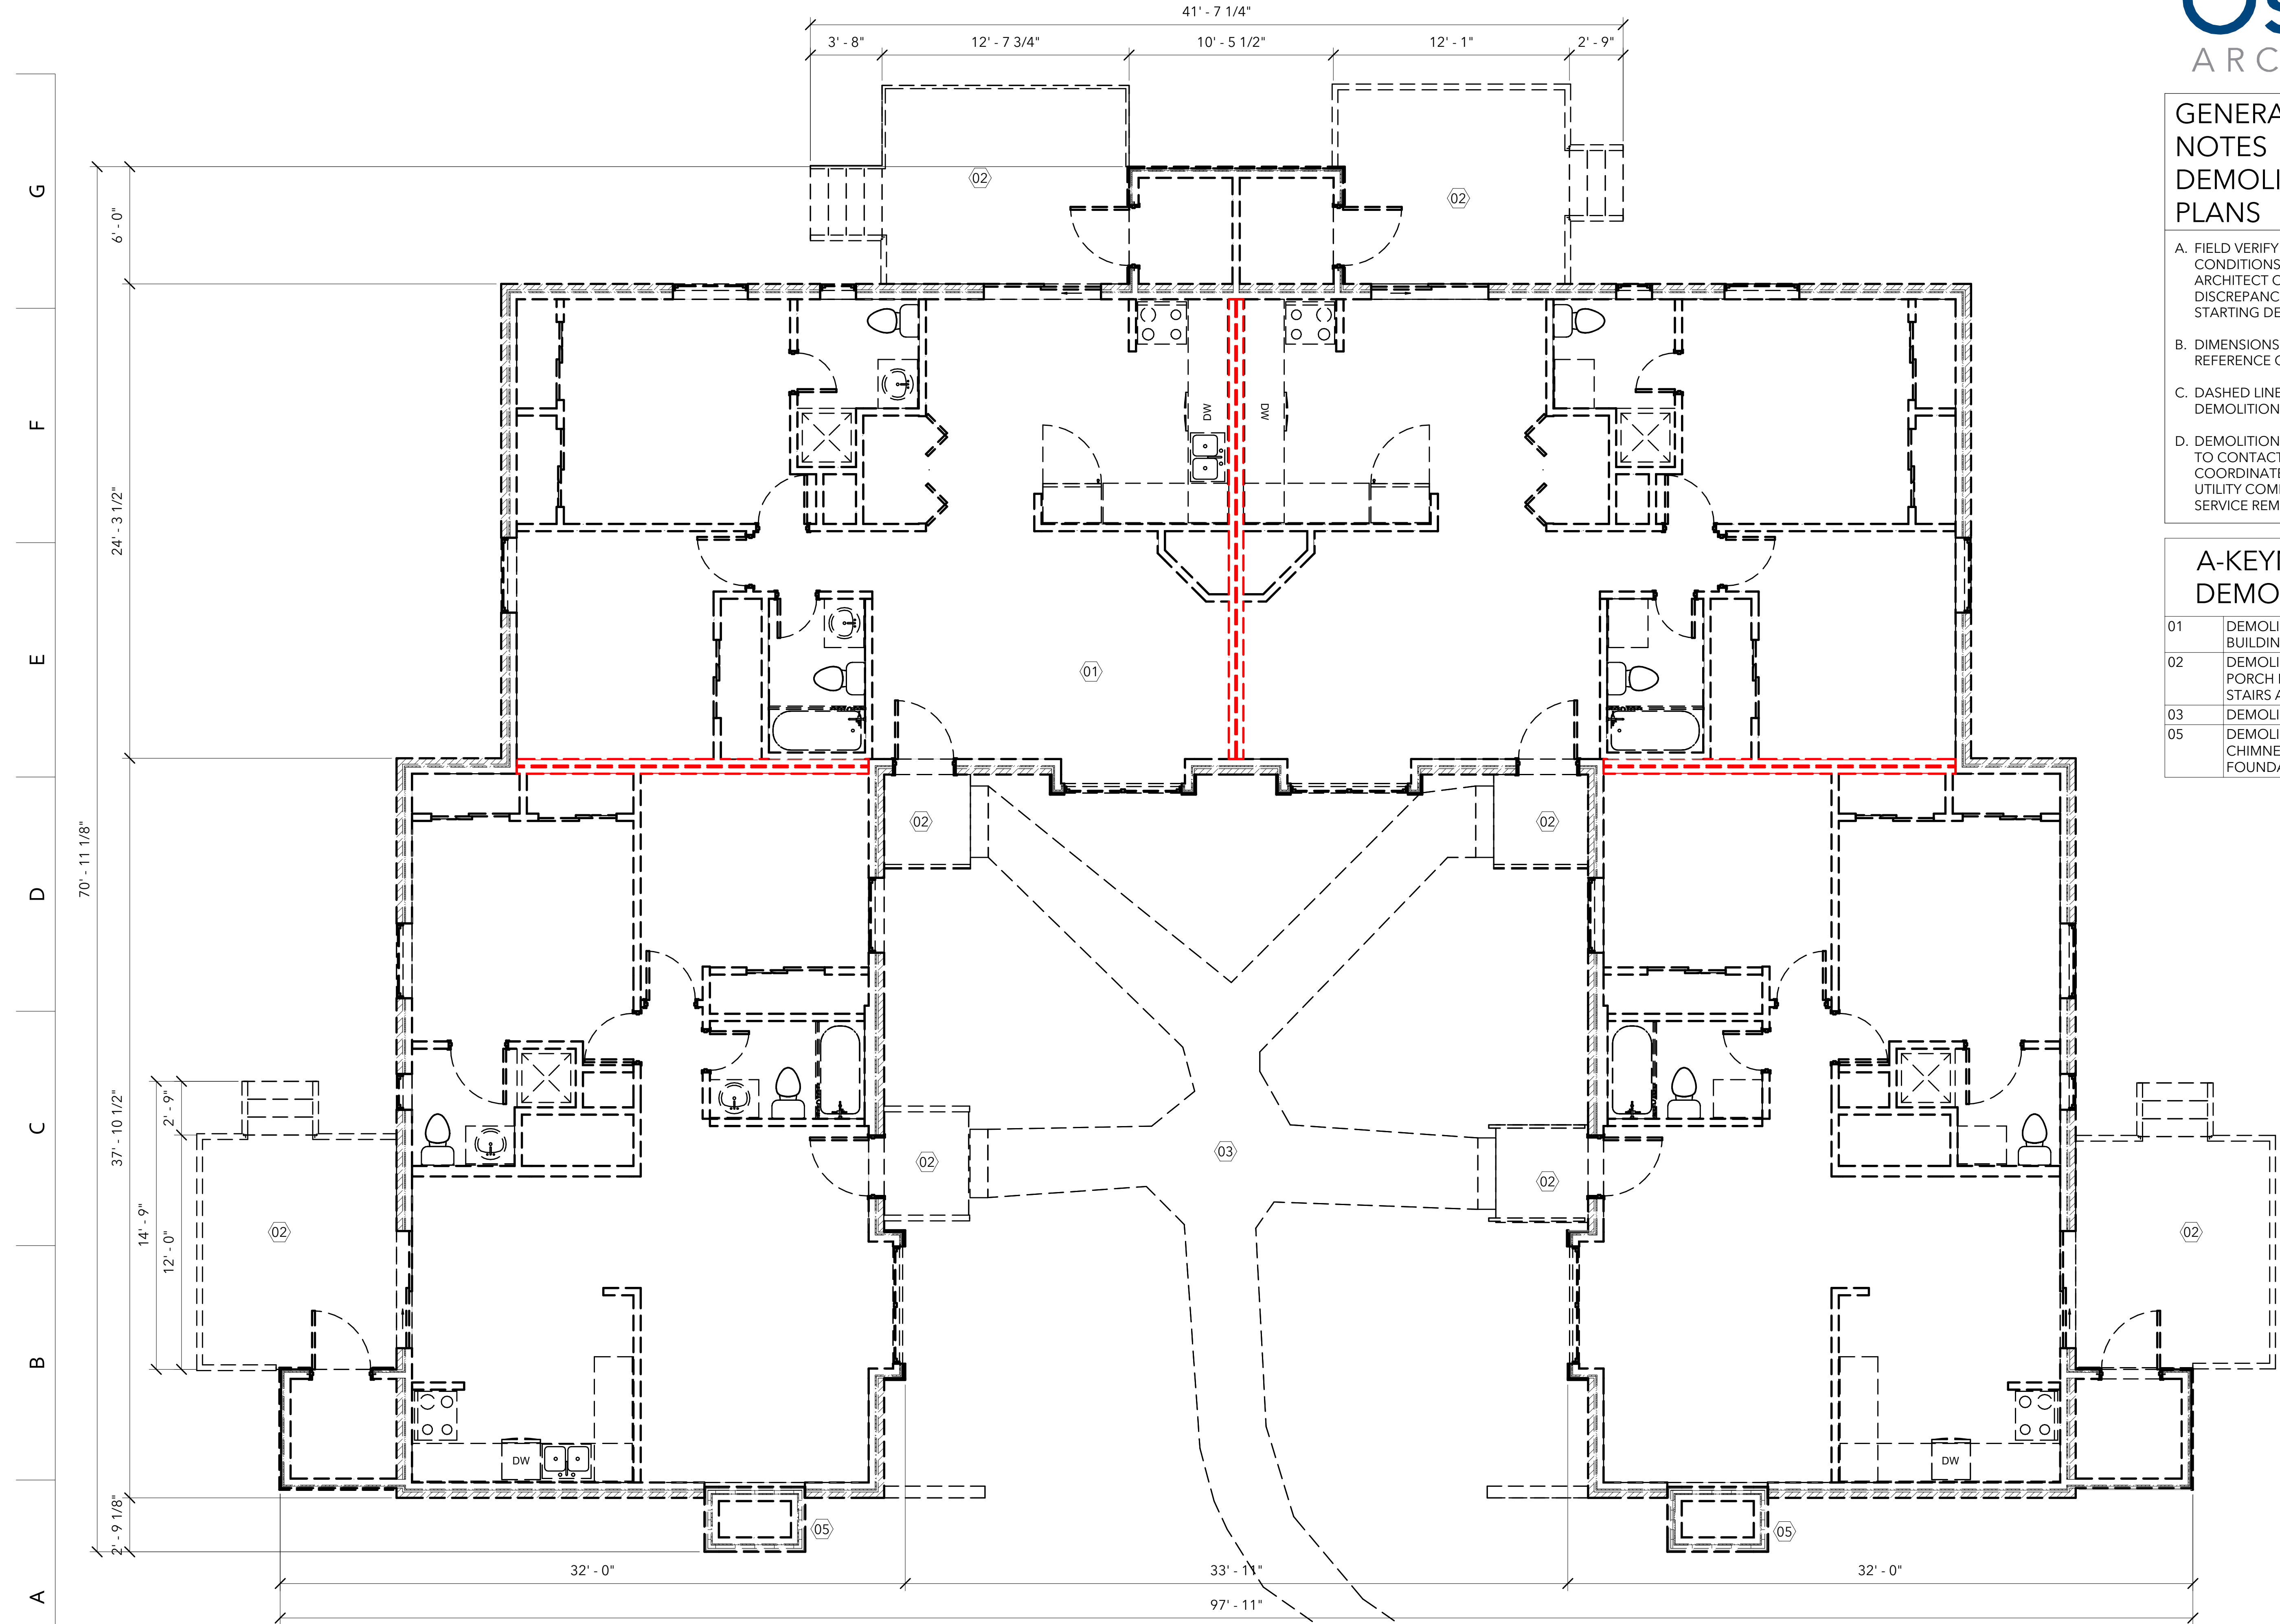 41' - 7 1/4"
3' - 8"
12' - 7 3/4"
10' - 5 1/2"
12' - 1"
2' - 9"
ARC
GENERA
NOTES
DEMOLI
PLANS
A. FIELD VERIFY
CONDITIONS
ARCHITECT O
DISCREPANC
STARTING DE
B. DIMENSIONS
REFERENCE O
C. DASHED LINE
DEMOLITION
D. DEMOLITION
TO CONTACT
COORDINATE
UTILITY COM
SERVICE REM
DEMO
01 DEMOLI
BUILDIN
02 DEMOLI
PORCH
STAIRS A
03 DEMOLI
05 DEMOLI
CHIMNE
FOUNDA
G
F
E
D
C
B
A
6' - 0"
24' - 3 1/2"
70' - 11 1/8"
37' - 10 1/2"
2' - 9 1/8"
14' - 9"
2' - 9"
12' - 0"
02
02
DW
DW
01
02
02
02
03
02
02
02
DW
DW
05
05
32' - 0"
33' - 11"
32' - 0"
97' - 11"